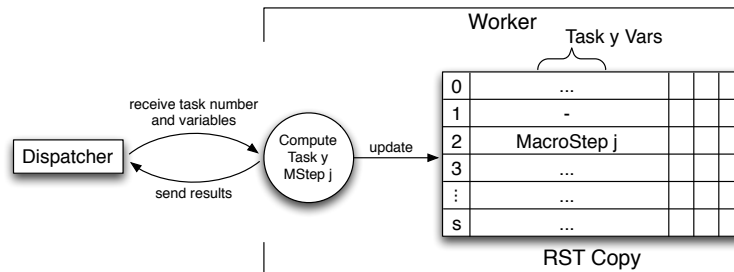 Worker
Task y Vars
receive task number
and variables
Dispatcher
send results
Compute
Task y
MStep j
update
0 ...
1 -
2 MacroStep j
3 ...
⋮ ...
s ...
RST Copy